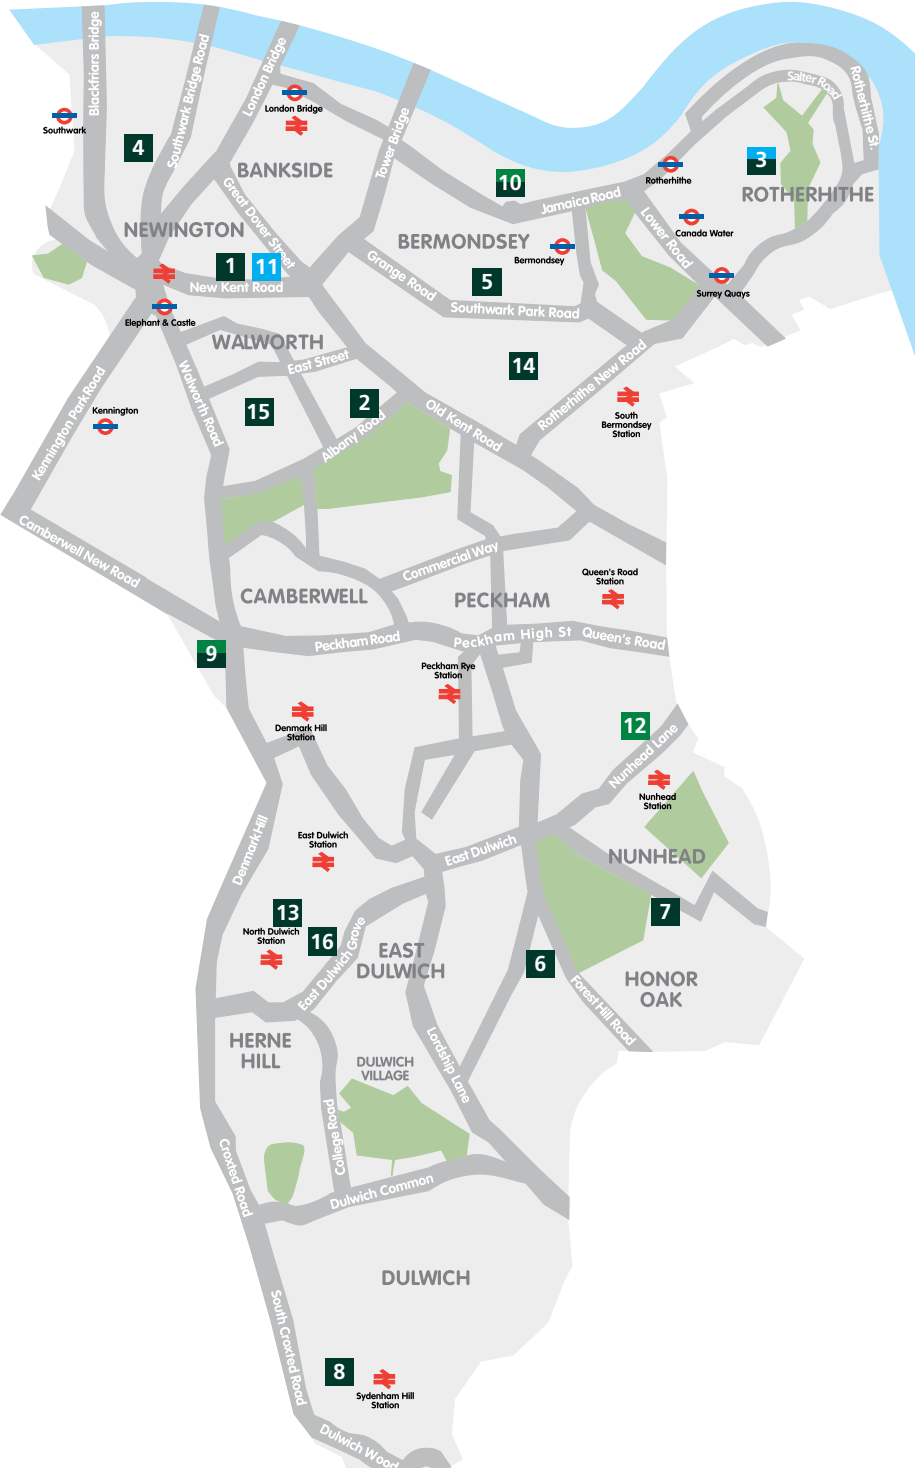 Blackfriars Bridge
Southwark Bridge Road
London Bridge
Tower Bridge
Salter Road
Rotherhithe St.
Southwark
London Bridge
4
BANKSIDE
10
Rotherhithe
3
ROTHERHITHE
Jamaica Road
Great Dover Street
NEWINGTON
BERMONDSEY
Bermondsey
Lower Road
Canada Water
1
11
New Kent Road
Grange Road
5
Surrey Quays
Southwark Park Road
Elephant & Castle
WALWORTH
East Street
14
Rotherhithe New Road
Kennington Park Road
Kennington
Walworth Road
15
2
Albany Road
Old Kent Road
South
Bermondsey
Station
Camberwell New Road
Commercial Way
Queen's Road
Station
CAMBERWELL
PECKHAM
Peckham Road
Peckham High St
Queen's Road
9
Peckham Rye
Station
Denmark Hill
Station
12
Nunhead Lane
Nunhead
Station
Denmark Hill
East Dulwich
Station
East Dulwich
NUNHEAD
13
North Dulwich
Station
16
East Dulwich Grove
7
EAST
DULWICH
6
HONOR
OAK
Forest Hill Road
HERNE
HILL
DULWICH
VILLAGE
Lordship Lane
College Road
Croxted Road
Dulwich Common
DULWICH
South Croxted Road
8
Sydenham Hill
Station
Dulwich Wood